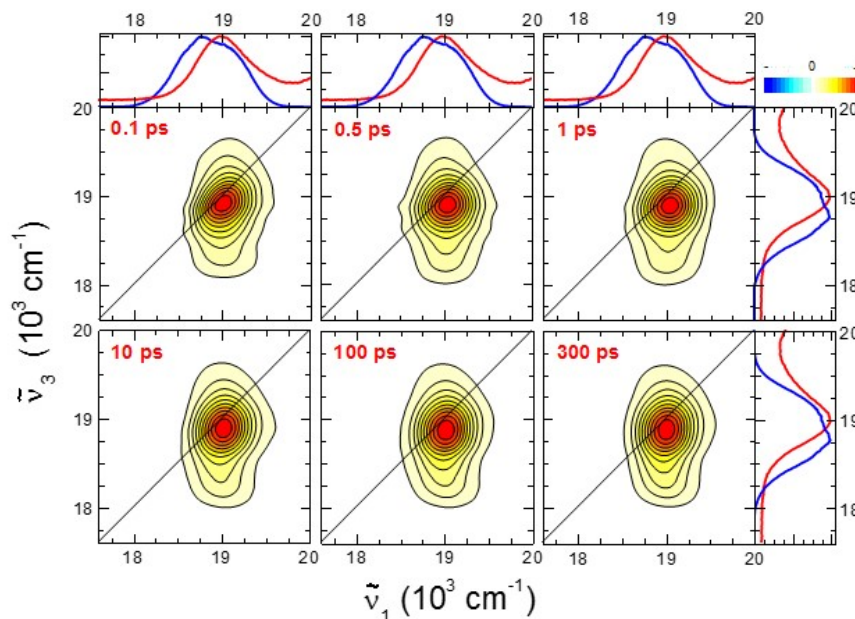 18 19 20 18 19 20 18 19 20
- 0
20 0.1 ps 0.5 ps 1 ps 20
19 19
18 18
20 20
20 10 ps 100 ps 300 ps 20
19 19
18 18
18 19 20 18 19 20 18 19 20
ν̃₃ (10³ cm⁻¹)
ν̃₁ (10³ cm⁻¹)